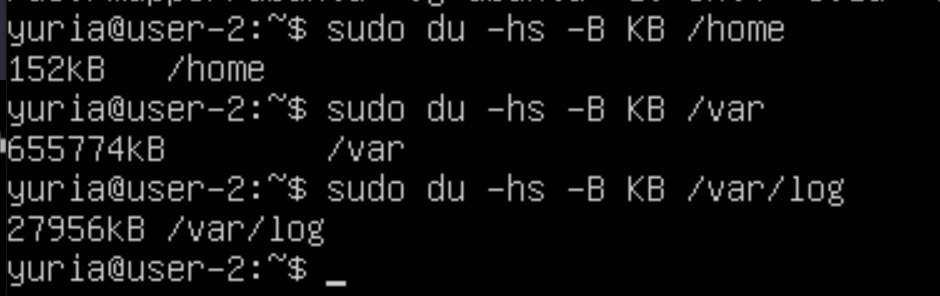 yuria@user-2:~$ sudo du -hs -B KB /home
152kB   /home
yuria@user-2:~$ sudo du -hs -B KB /var
655774kB        /var
yuria@user-2:~$ sudo du -hs -B KB /var/log
27956kB /var/log
yuria@user-2:~$ _